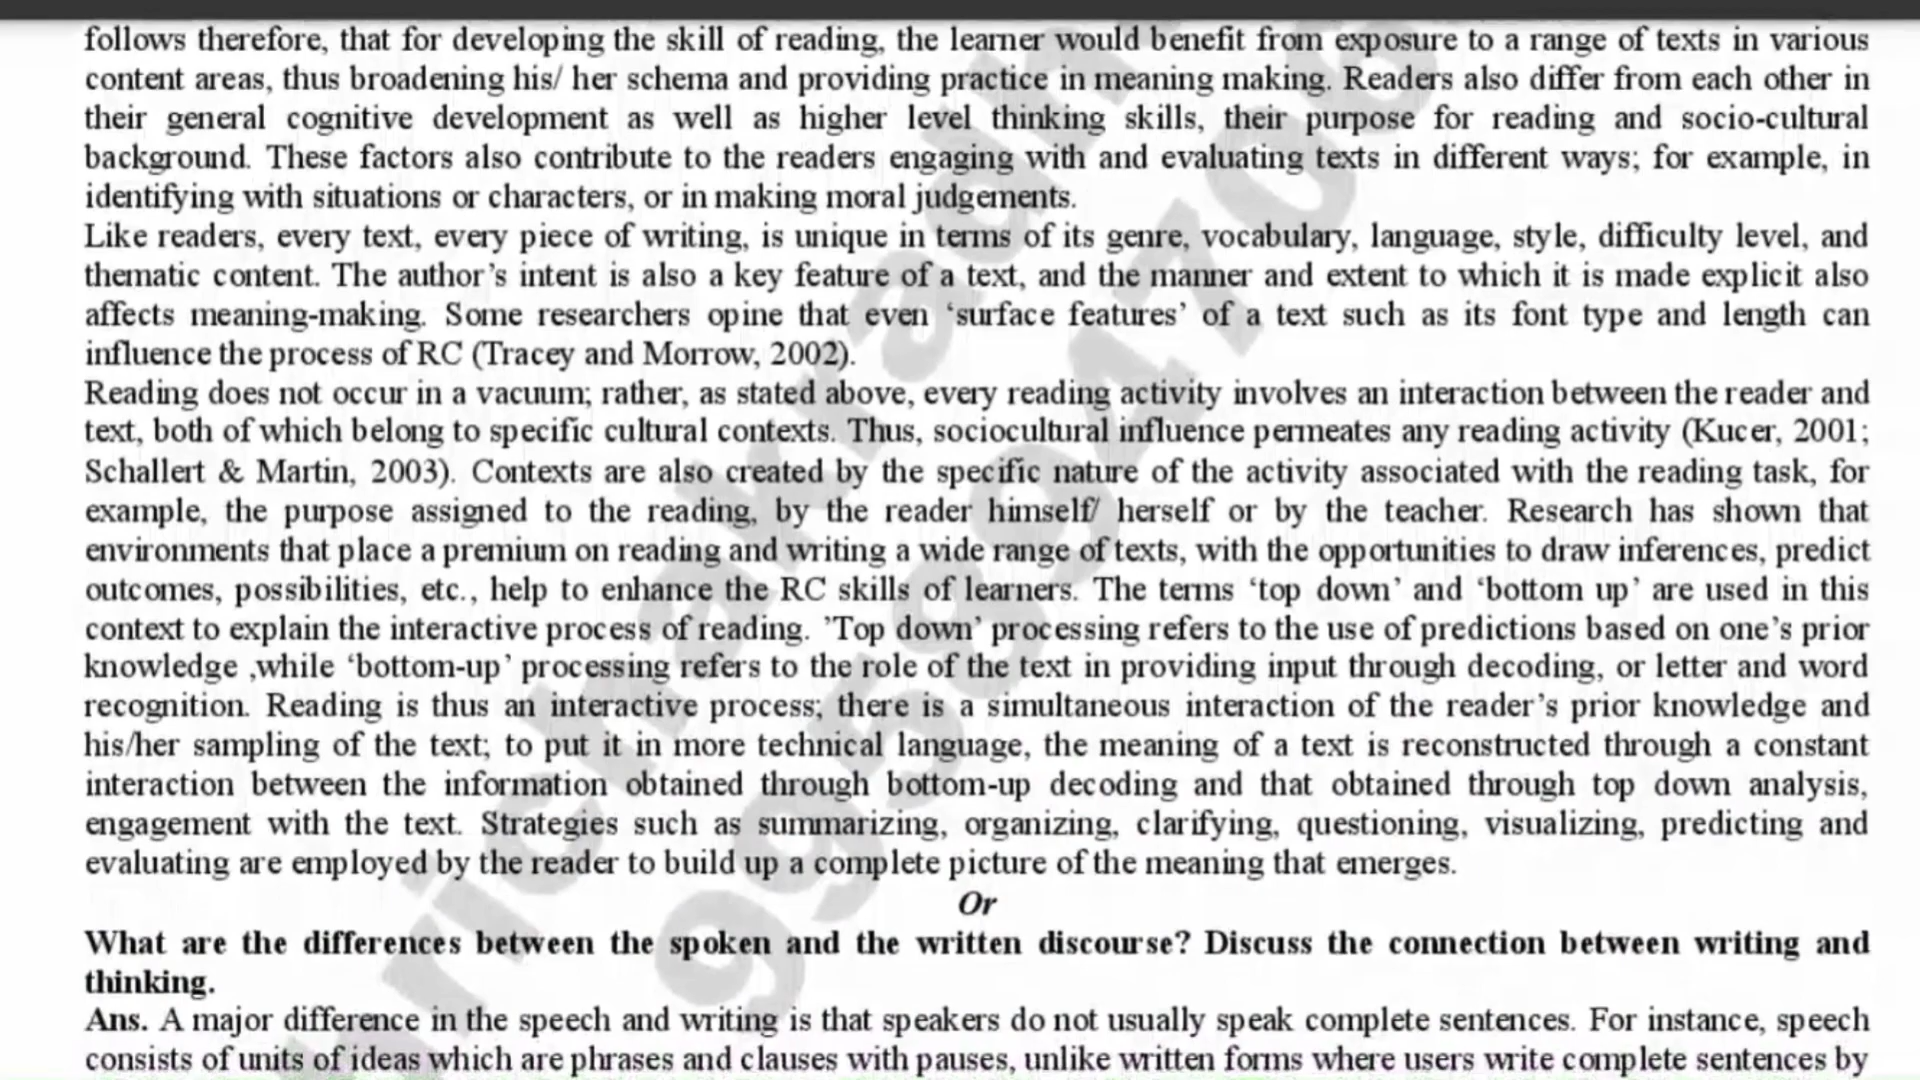 follows therefore, that for developing the skill of reading, the learner would benefit from exposure to a range of texts in various
content areas, thus broadening his/ her schema and providing practice in meaning making. Readers also differ from each other in
their general cognitive development as well as higher level thinking skills, their purpose for reading and socio-cultural
background. These factors also contribute to the readers engaging with and evaluating texts in different ways; for example, in
identifying with situations or characters, or in making moral judgements.
Like readers, every text, every piece of writing, is unique in terms of its genre, vocabulary, language, style, difficulty level, and
thematic content. The author’s intent is also a key feature of a text, and the manner and extent to which it is made explicit also
affects meaning-making. Some researchers opine that even ‘surface features’ of a text such as its font type and length can
influence the process of RC (Tracey and Morrow, 2002).
Reading does not occur in a vacuum; rather, as stated above, every reading activity involves an interaction between the reader and
text, both of which belong to specific cultural contexts. Thus, sociocultural influence permeates any reading activity (Kucer, 2001;
Schallert & Martin, 2003). Contexts are also created by the specific nature of the activity associated with the reading task, for
example, the purpose assigned to the reading, by the reader himself/ herself or by the teacher. Research has shown that
environments that place a premium on reading and writing a wide range of texts, with the opportunities to draw inferences, predict
outcomes, possibilities, etc., help to enhance the RC skills of learners. The terms ‘top down’ and ‘bottom up’ are used in this
context to explain the interactive process of reading. ’Top down’ processing refers to the use of predictions based on one’s prior
knowledge ,while ‘bottom-up’ processing refers to the role of the text in providing input through decoding, or letter and word
recognition. Reading is thus an interactive process; there is a simultaneous interaction of the reader’s prior knowledge and
his/her sampling of the text; to put it in more technical language, the meaning of a text is reconstructed through a constant
interaction between the information obtained through bottom-up decoding and that obtained through top down analysis,
engagement with the text. Strategies such as summarizing, organizing, clarifying, questioning, visualizing, predicting and
evaluating are employed by the reader to build up a complete picture of the meaning that emerges.
Or
What are the differences between the spoken and the written discourse? Discuss the connection between writing and
thinking.
Ans. A major difference in the speech and writing is that speakers do not usually speak complete sentences. For instance, speech
consists of units of ideas which are phrases and clauses with pauses, unlike written forms where users write complete sentences by